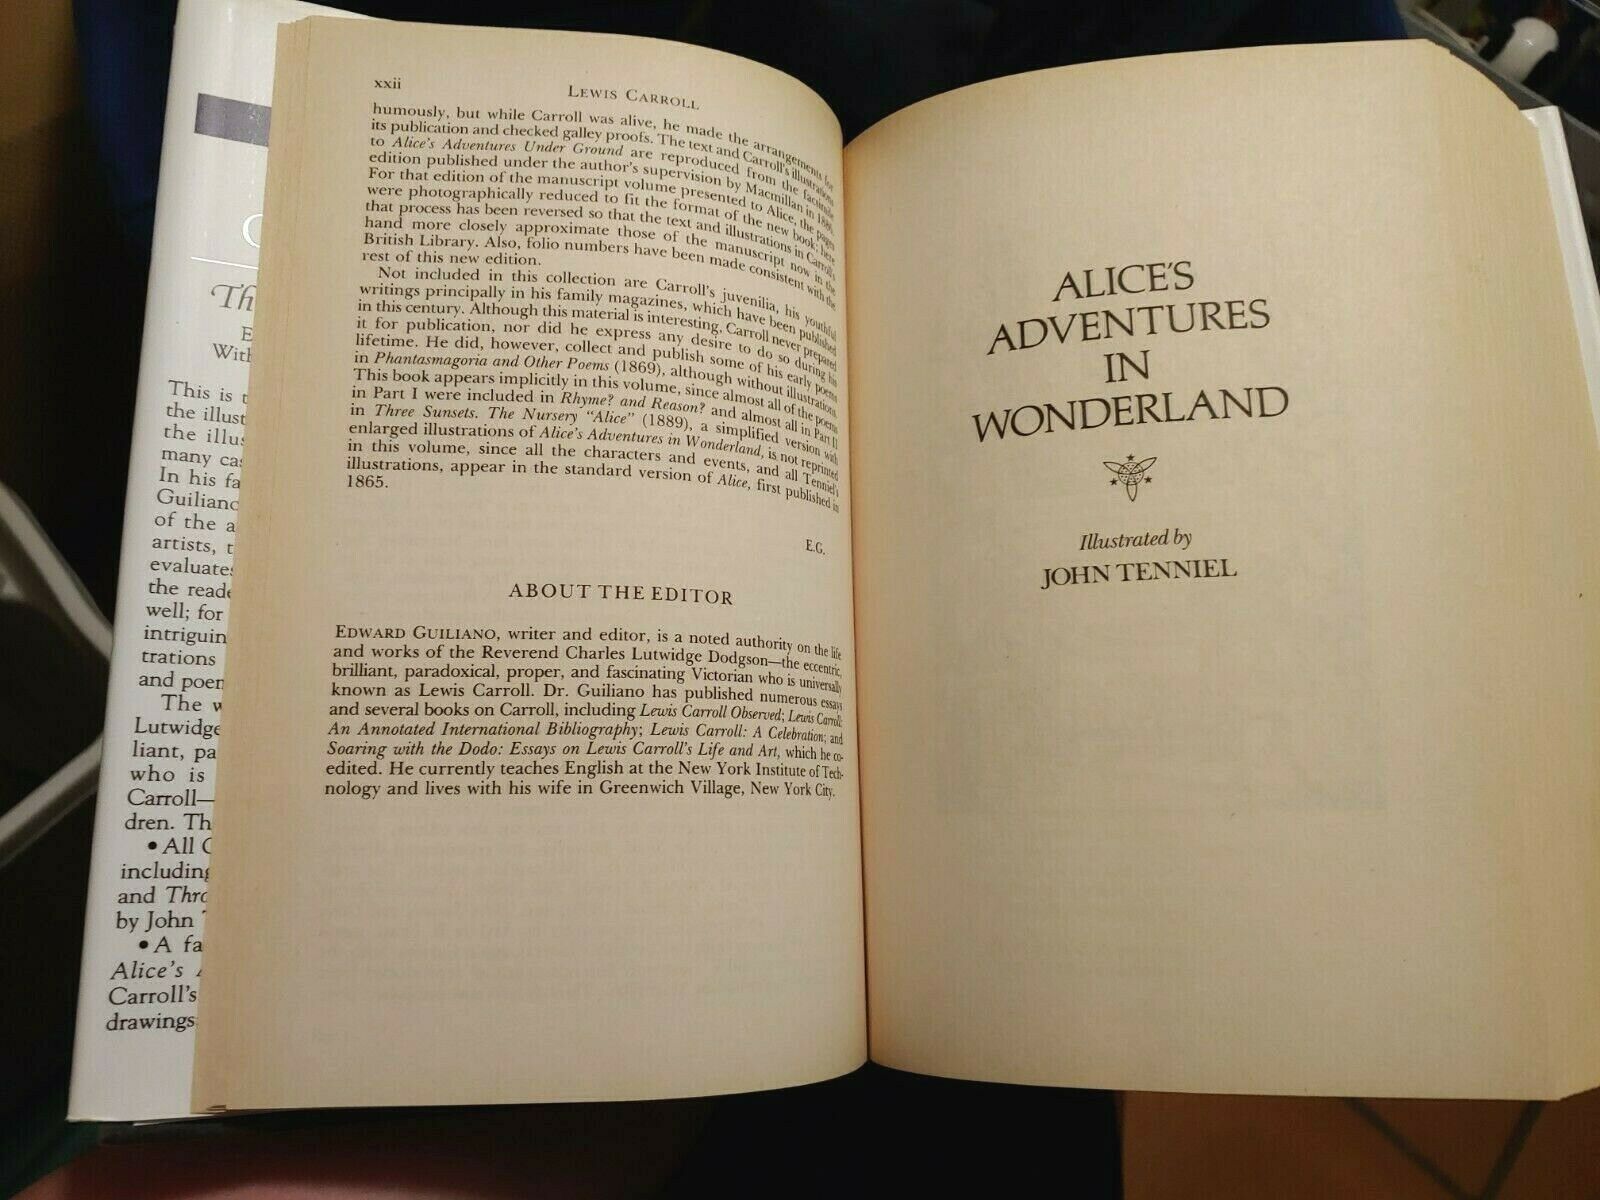 xxii
LEWIS CARROLL
humously, but while Carroll was alive, he made the arrangements for
its publication and checked galley proofs. The text and Carroll's illustrations
to Alice's Adventures Under Ground are reproduced from the facsimile
edition published under the author's supervision by Macmillan in 1886.
For that edition of the manuscript volume presented to Alice, the pages
were photographically reduced to fit the format of the new book; here
that process has been reversed so that the text and illustrations in Carroll's
hand more closely approximate those of the manuscript now in the
British Library. Also, folio numbers have been made consistent with the
rest of this new edition.
Not included in this collection are Carroll's juvenilia, his youthful
writings principally in his family magazines, which have been published
in this century. Although this material is interesting, Carroll never prepared
it for publication, nor did he express any desire to do so during his
lifetime. He did, however, collect and publish some of his early poems
in Phantasmagoria and Other Poems (1869), although without illustrations.
This book appears implicitly in this volume, since almost all of the poems
in Part I were included in Rhyme? and Reason? and almost all in Part II
in Three Sunsets. The Nursery "Alice" (1889), a simplified version with
enlarged illustrations of Alice's Adventures in Wonderland, is not reprinted
in this volume, since all the characters and events, and all Tenniel's
illustrations, appear in the standard version of Alice, first published in
1865.
E.G.
ABOUT THE EDITOR
EDWARD GUILIANO, writer and editor, is a noted authority on the life
and works of the Reverend Charles Lutwidge Dodgson—the eccentric,
brilliant, paradoxical, proper, and fascinating Victorian who is universally
known as Lewis Carroll. Dr. Guiliano has published numerous essays
and several books on Carroll, including Lewis Carroll Observed; Lewis Carroll:
An Annotated International Bibliography; Lewis Carroll: A Celebration; and
Soaring with the Dodo: Essays on Lewis Carroll's Life and Art, which he co-
edited. He currently teaches English at the New York Institute of Tech-
nology and lives with his wife in Greenwich Village, New York City.
ALICE'S
ADVENTURES
IN
WONDERLAND
Illustrated by
JOHN TENNIEL
This is
the illust
the illus
many cas
In his fa
Guiliano
of the a
artists, t
evaluates
the reade
well; for
intriguin
trations
and poem
The w
Lutwidge
liant, pa
who is
Carroll—
dren. Th
• All C
including
and Thro
by John
• A fa
Alice's A
Carroll's
drawings